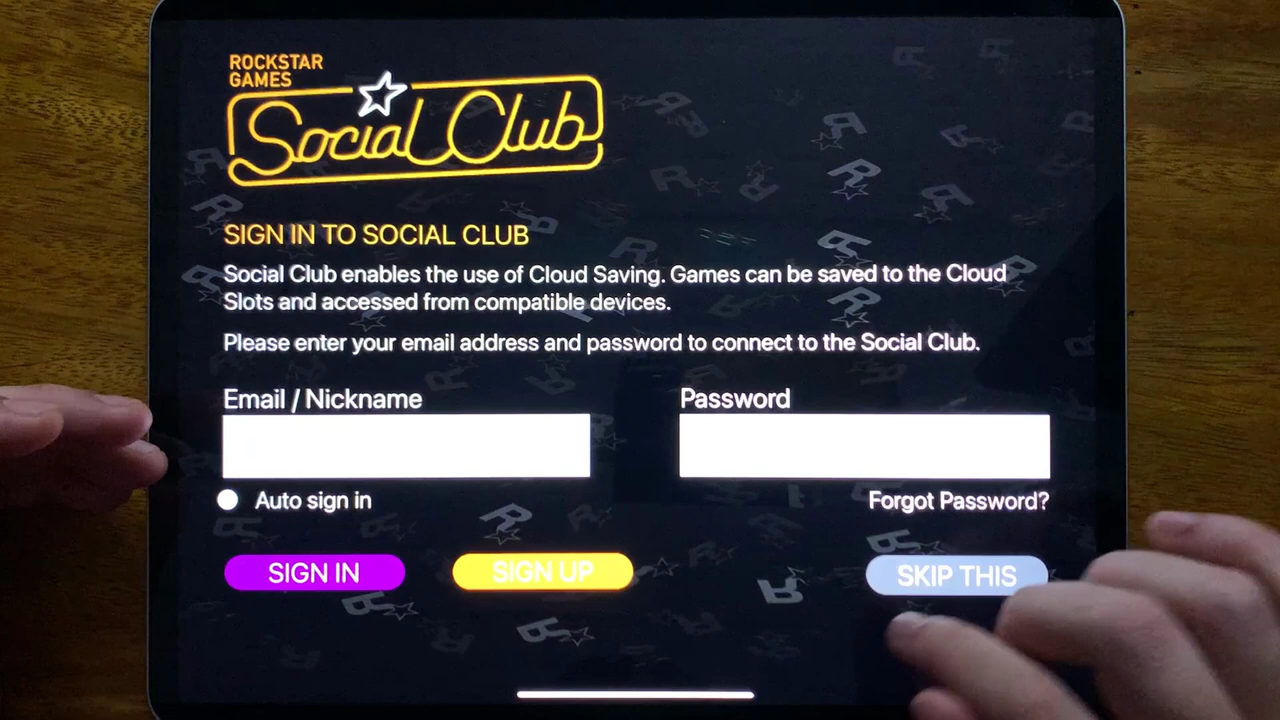 ROCKSTAR
GAMES
Social Club
SIGN IN TO SOCIAL CLUB
Social Club enables the use of Cloud Saving. Games can be saved to the Cloud
Slots and accessed from compatible devices.
Please enter your email address and password to connect to the Social Club.
Email / Nickname
Password
Auto sign in
Forgot Password?
SIGN IN
SIGN UP
SKIP THIS